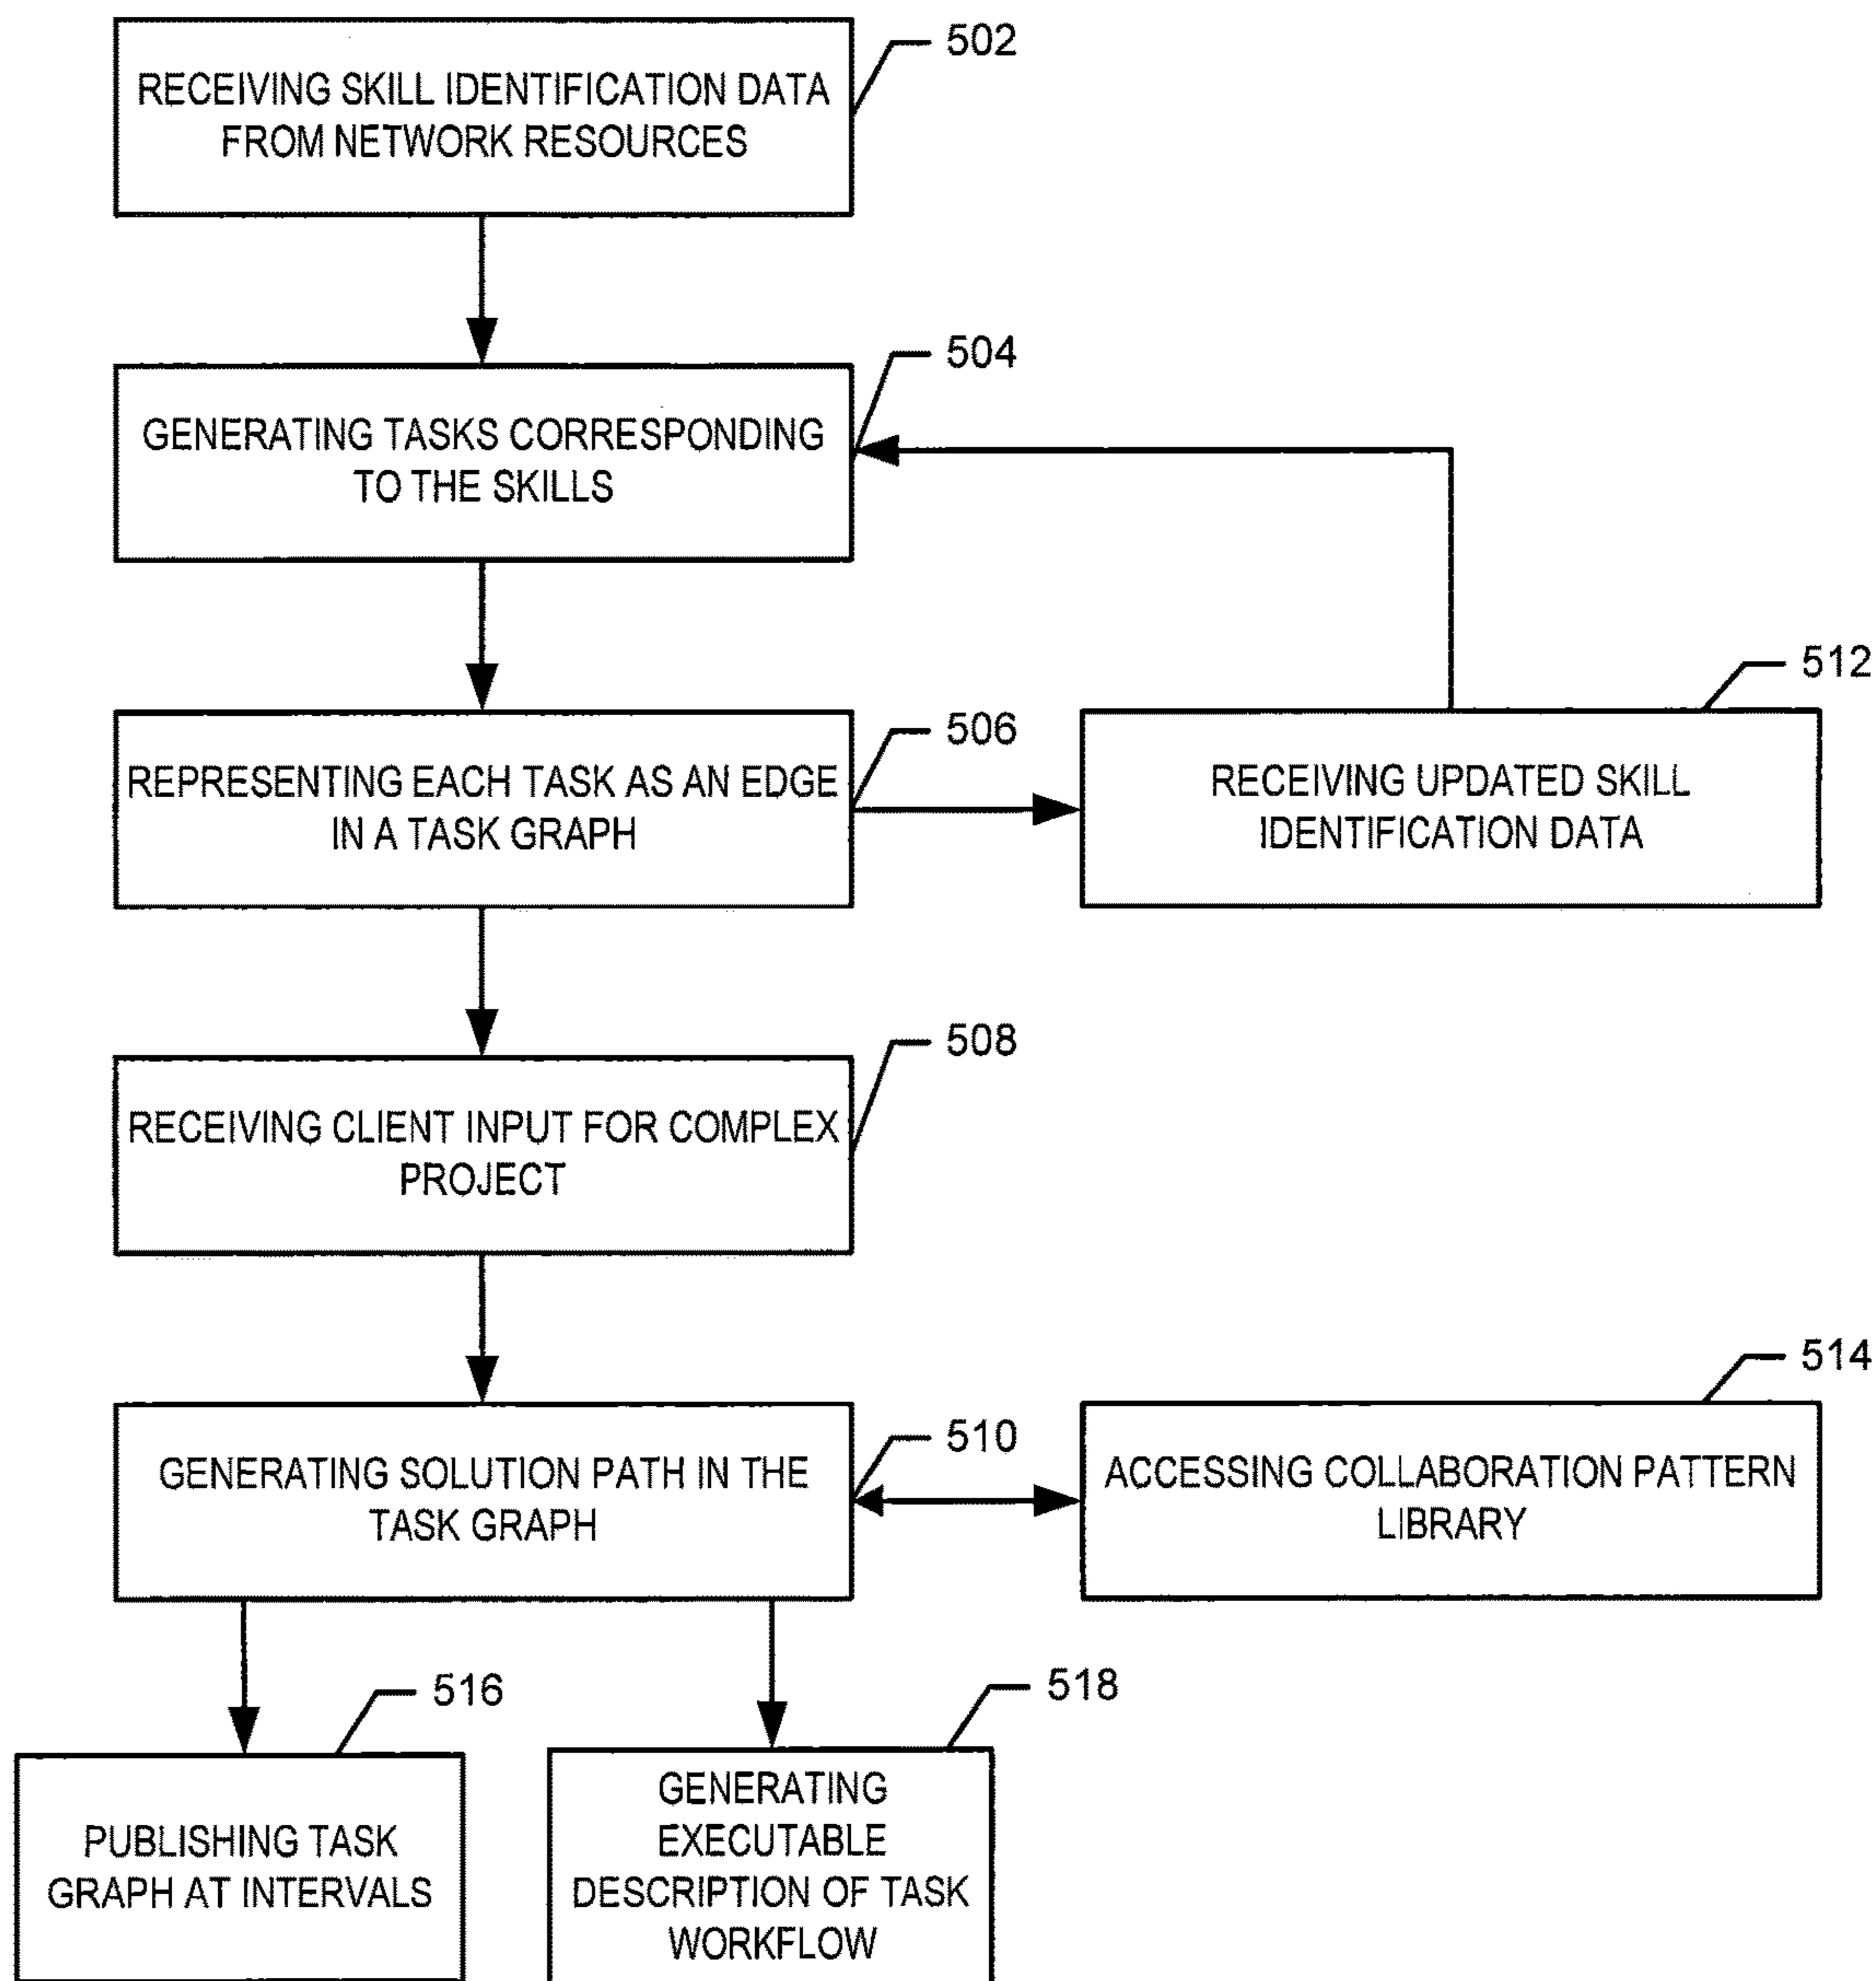 502
RECEIVING SKILL IDENTIFICATION DATA
FROM NETWORK RESOURCES
504
GENERATING TASKS CORRESPONDING
TO THE SKILLS
506
REPRESENTING EACH TASK AS AN EDGE
IN A TASK GRAPH
512
RECEIVING UPDATED SKILL
IDENTIFICATION DATA
508
RECEIVING CLIENT INPUT FOR COMPLEX
PROJECT
510
GENERATING SOLUTION PATH IN THE
TASK GRAPH
514
ACCESSING COLLABORATION PATTERN
LIBRARY
516
PUBLISHING TASK
GRAPH AT INTERVALS
518
GENERATING
EXECUTABLE
DESCRIPTION OF TASK
WORKFLOW